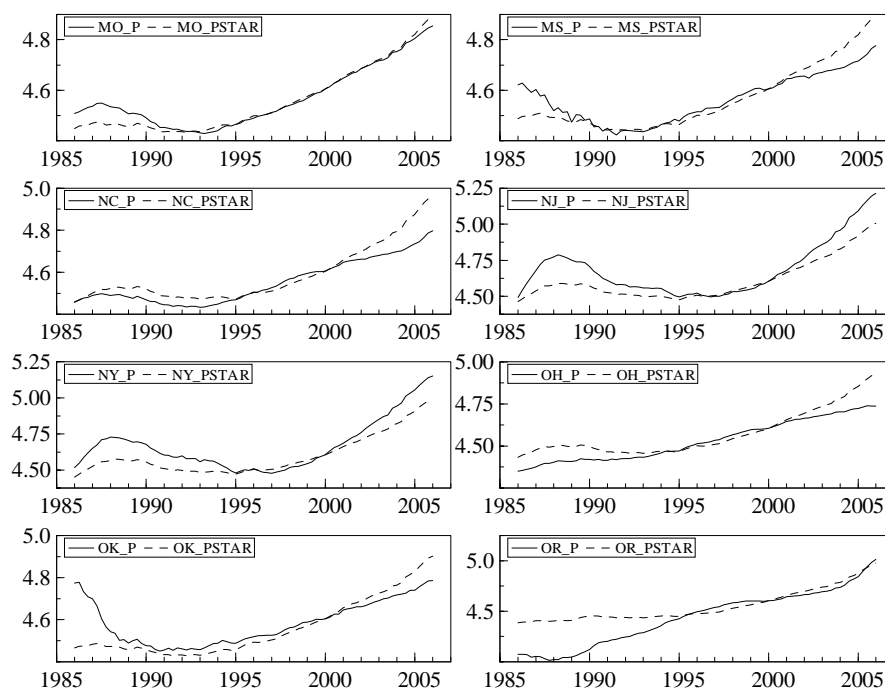 MO_P MO_PSTAR
4.8
4.6
1985 1990 1995 2000 2005
MS_P MS_PSTAR
4.8
4.6
1985 1990 1995 2000 2005
NC_P NC_PSTAR
5.0
4.8
4.6
1985 1990 1995 2000 2005
NJ_P NJ_PSTAR
5.25
5.00
4.75
4.50
1985 1990 1995 2000 2005
NY_P NY_PSTAR
5.25
5.00
4.75
4.50
1985 1990 1995 2000 2005
OH_P OH_PSTAR
5.00
4.75
4.50
1985 1990 1995 2000 2005
OK_P OK_PSTAR
5.0
4.8
4.6
1985 1990 1995 2000 2005
OR_P OR_PSTAR
5.0
4.5
1985 1990 1995 2000 2005